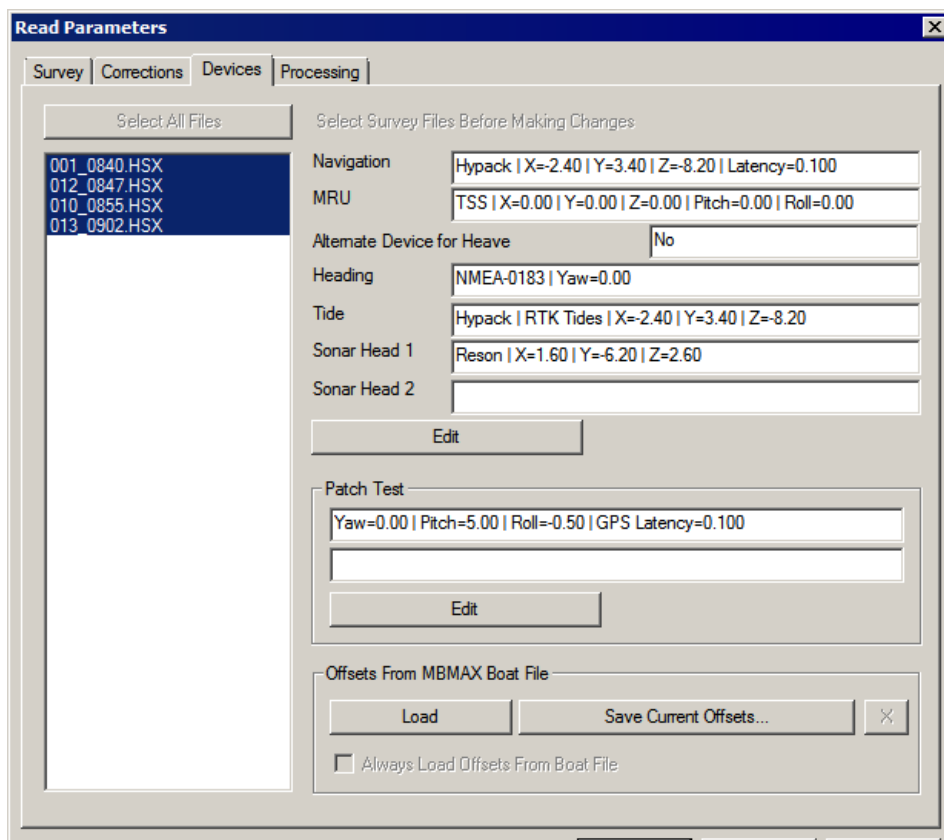 Read Parameters
Survey Corrections Devices Processing
Select All Files
Select Survey Files Before Making Changes
001_0840.HSX
012_0847.HSX
010_0855.HSX
013_0902.HSX
Navigation Hypack | X=-2.40 | Y=3.40 | Z=-8.20 | Latency=0.100
MRU TSS | X=0.00 | Y=0.00 | Z=0.00 | Pitch=0.00 | Roll=0.00
Alternate Device for Heave No
Heading NMEA-0183 | Yaw=0.00
Tide Hypack | RTK Tides | X=-2.40 | Y=3.40 | Z=-8.20
Sonar Head 1 Reson | X=1.60 | Y=-6.20 | Z=2.60
Sonar Head 2
Edit
Patch Test
Yaw=0.00 | Pitch=5.00 | Roll=-0.50 | GPS Latency=0.100
Edit
Offsets From MBMAX Boat File
Load Save Current Offsets... X
Always Load Offsets From Boat File